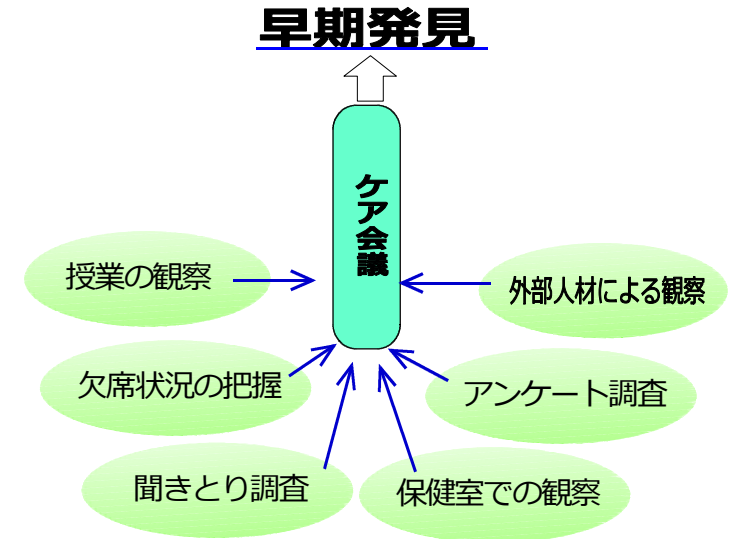 早期発見
ケア会議
授業の観察
外部人材による観察
欠席状況の把握
アンケート調査
聞きとり調査
保健室での観察